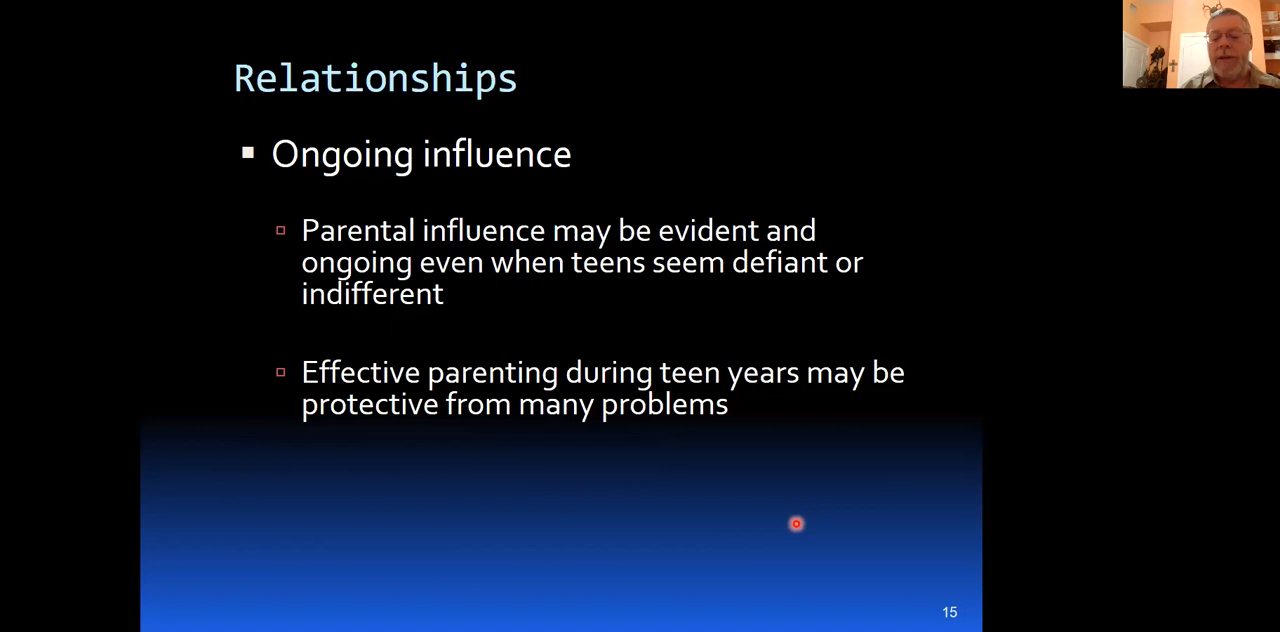 Relationships
Ongoing influence
Parental influence may be evident and
ongoing even when teens seem defiant or
indifferent
Effective parenting during teen years may be
protective from many problems
15